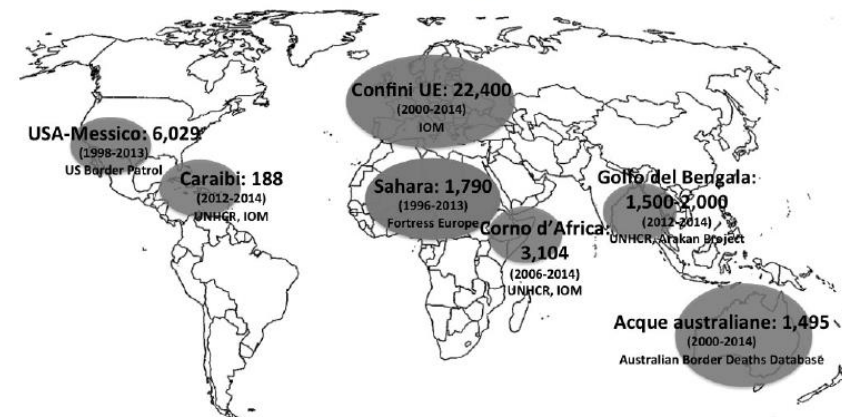 Confini UE: 22,400
(2000-2014)
IOM
USA-Messico: 6,029
(1998-2013)
US Border Patrol
Caraibi: 188
(2012-2014)
UNHCR, IOM
Sahara: 1,790
(1996-2013)
Fortress Europe
Corno d'Africa:
3,104
(2006-2014)
UNHCR, IOM
Golfo del Bengala:
1,500-2,000
(2012-2014)
UNHCR, Arakan Project
Acque australiane: 1,495
(2000-2014)
Australian Border Deaths Database